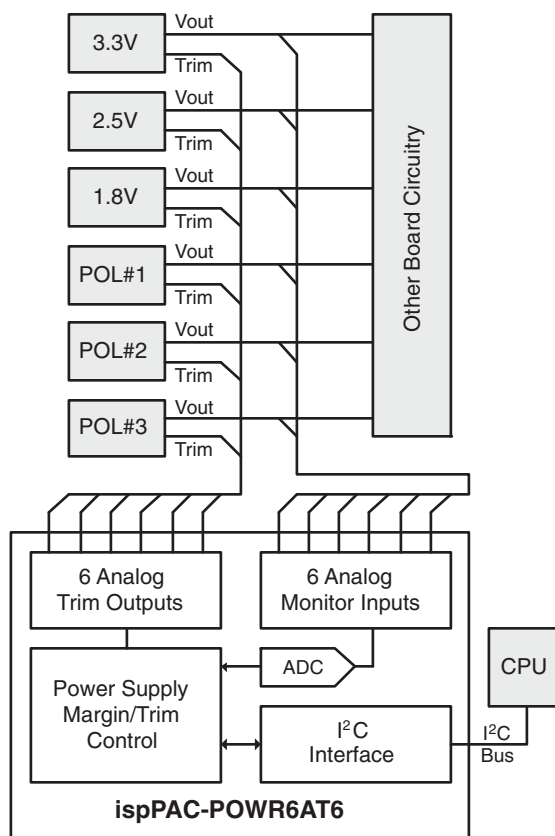 3.3V
Vout
Trim
2.5V
Vout
Trim
1.8V
Vout
Trim
POL#1
Vout
Trim
POL#2
Vout
Trim
POL#3
Vout
Trim
Other Board Circuitry
6 Analog
Trim Outputs
6 Analog
Monitor Inputs
ADC
CPU
Power Supply
Margin/Trim
Control
I²C
Interface
I²C
Bus
ispPAC-POWR6AT6